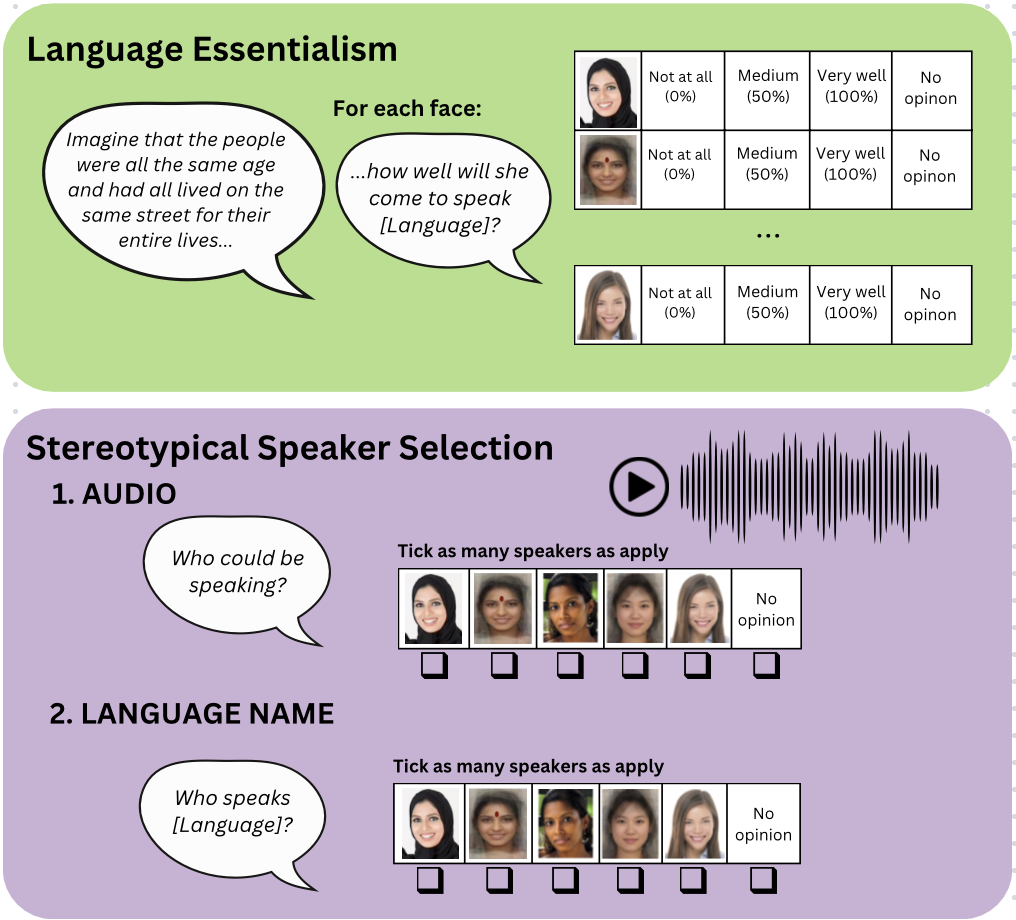 Language Essentialism
Imagine that the people
were all the same age
and had all lived on the
same street for their
entire lives...
For each face:
...how well will she
come to speak
[Language]?
Not at all
(0%)
Medium
(50%)
Very well
(100%)
No
opinon
Not at all
(0%)
Medium
(50%)
Very well
(100%)
No
opinon
...
Not at all
(0%)
Medium
(50%)
Very well
(100%)
No
opinon
Stereotypical Speaker Selection
1. AUDIO
Who could be
speaking?
Tick as many speakers as apply
No
opinion
2. LANGUAGE NAME
Who speaks
[Language]?
Tick as many speakers as apply
No
opinion